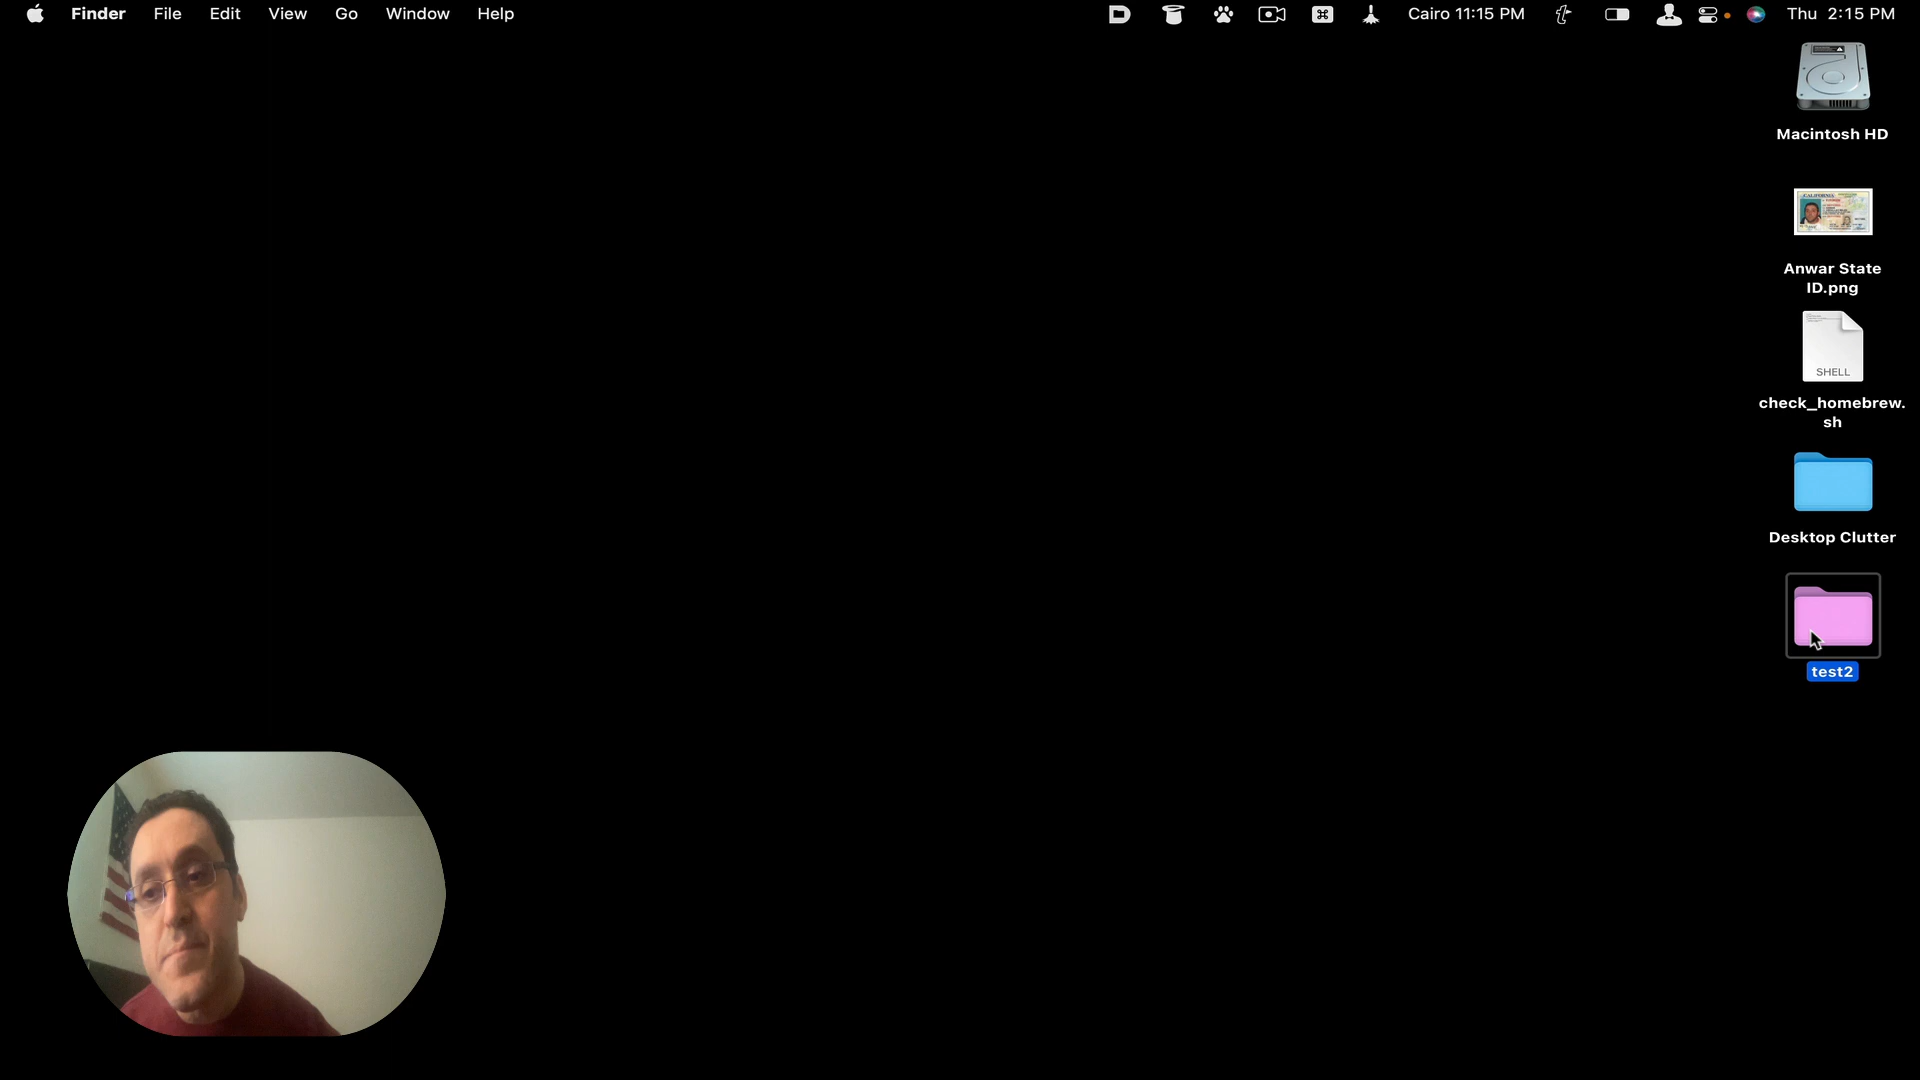 Finder File Edit View Go Window Help Cairo 11:15 PM Thu 2:15 PM
Macintosh HD
Anwar State
ID.png
SHELL
check_homebrew.
sh
Desktop Clutter
test2